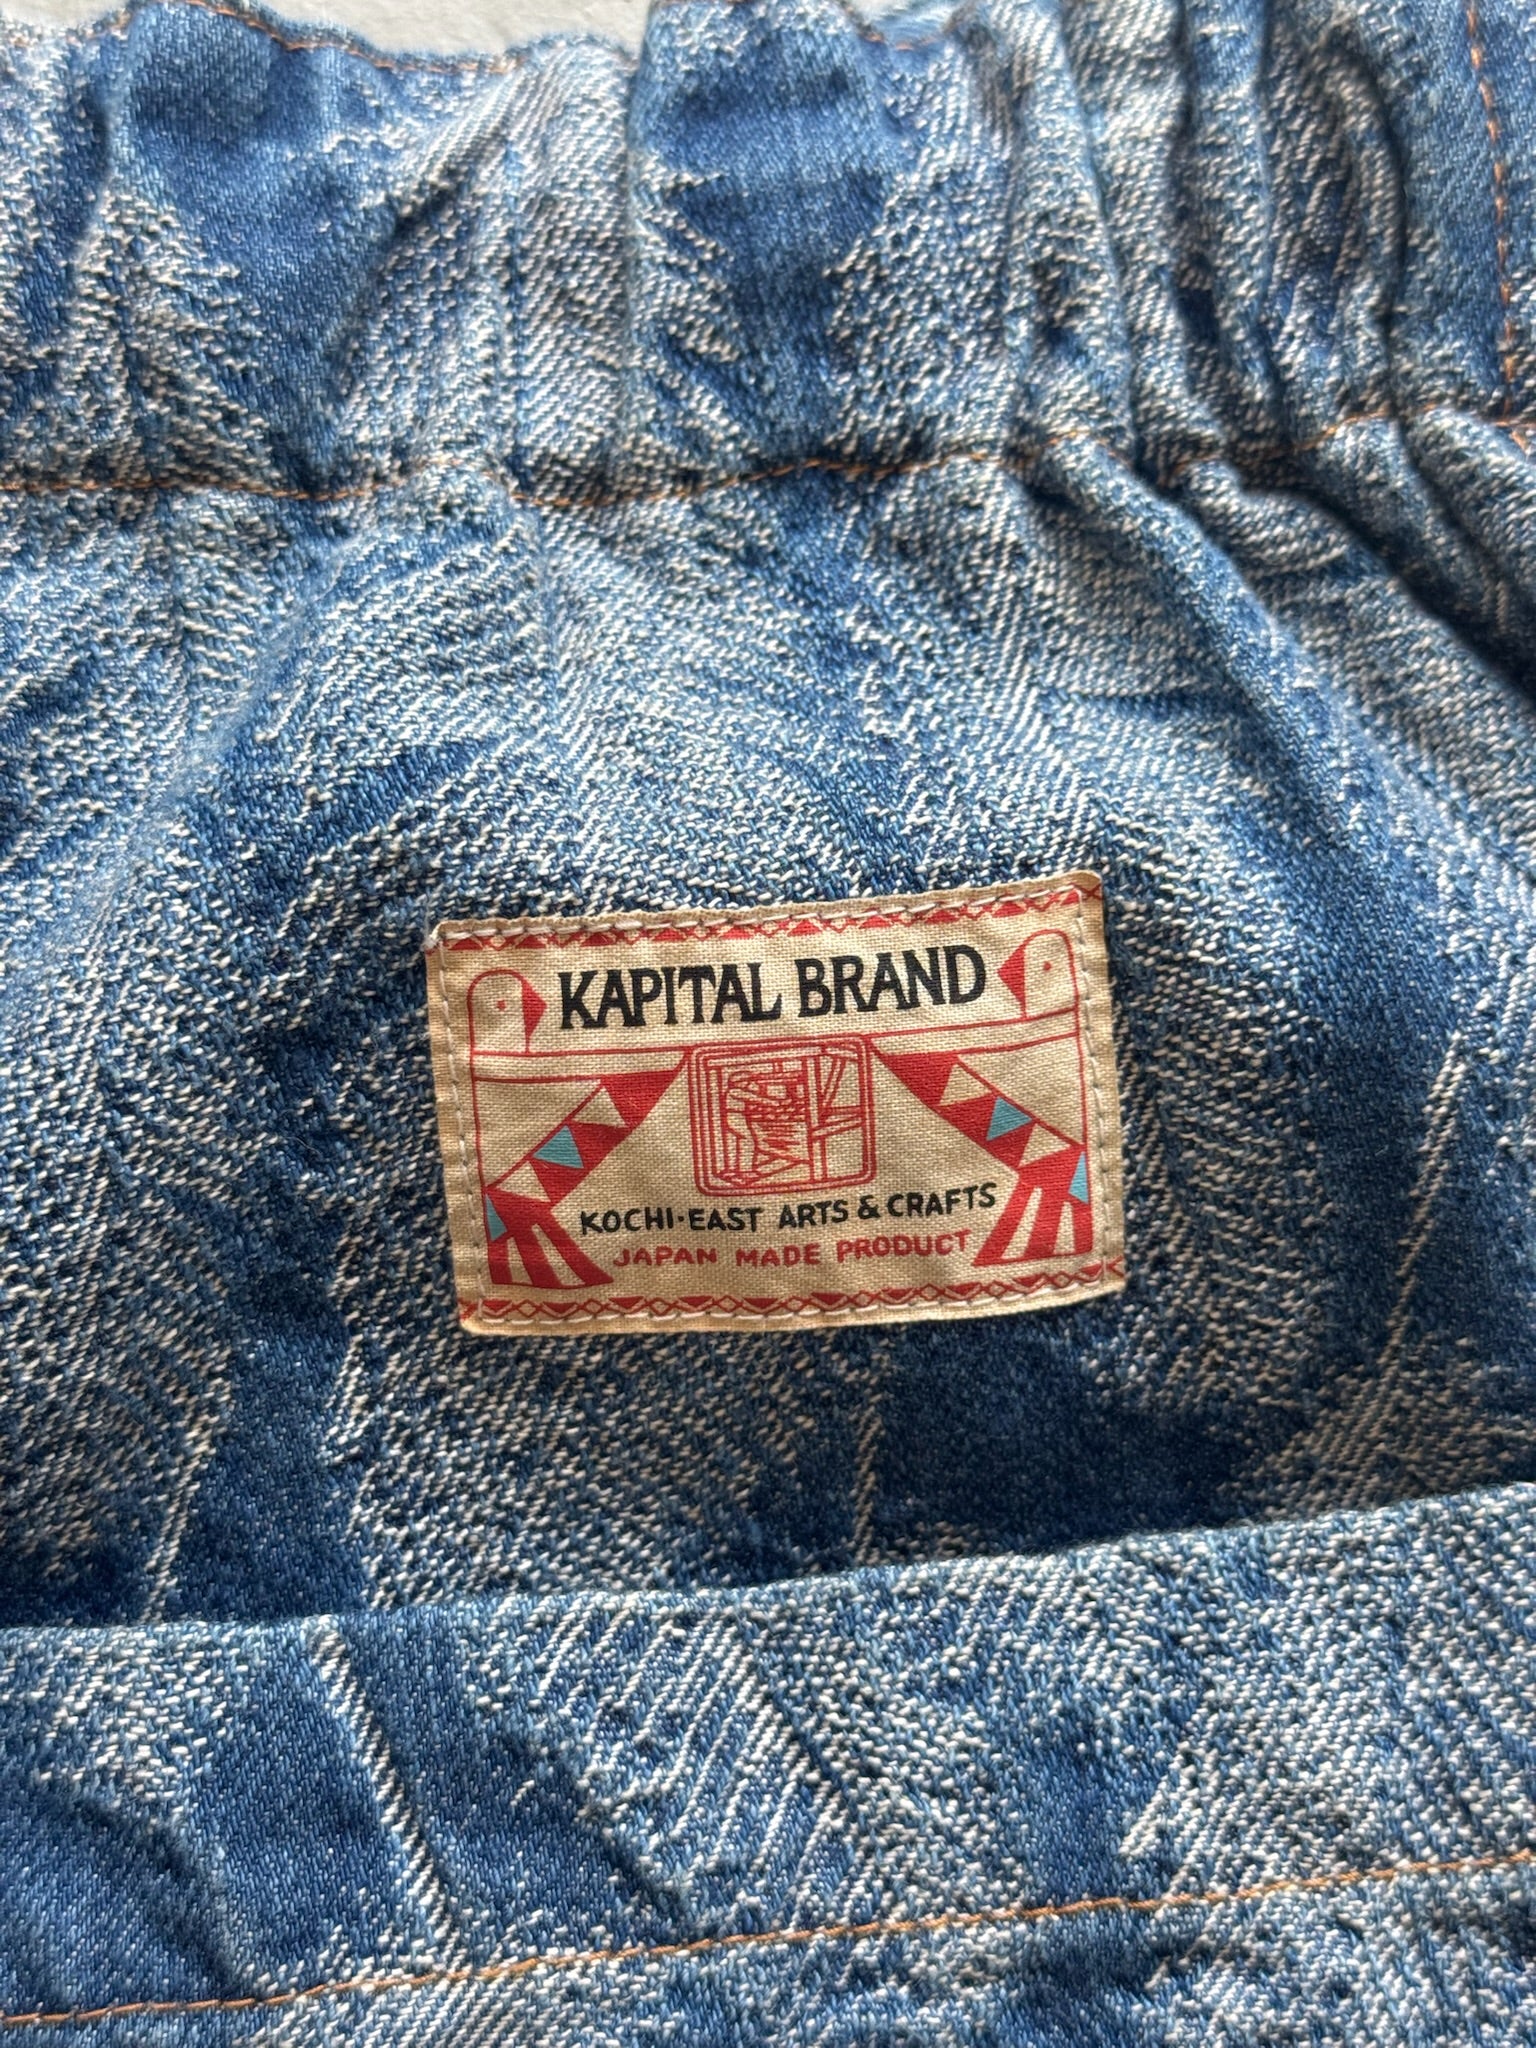 KAPITAL BRAND
KOCHI·EAST ARTS & CRAFTS
JAPAN MADE PRODUCT